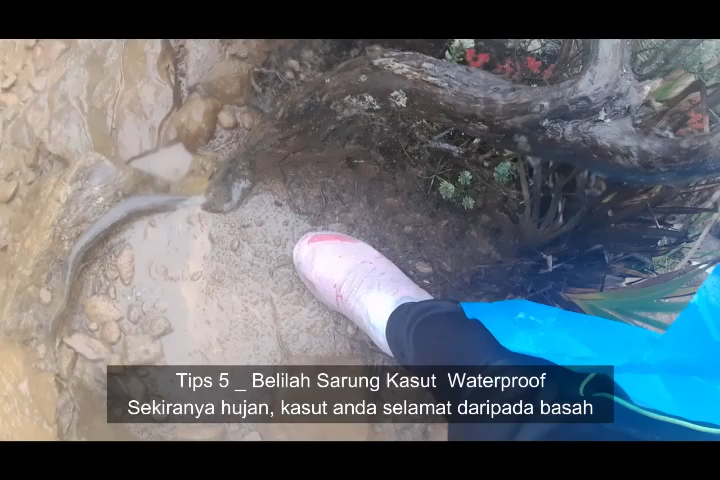 Tips 5 _ Belilah Sarung Kasut  Waterproof
Sekiranya hujan, kasut anda selamat daripada basah